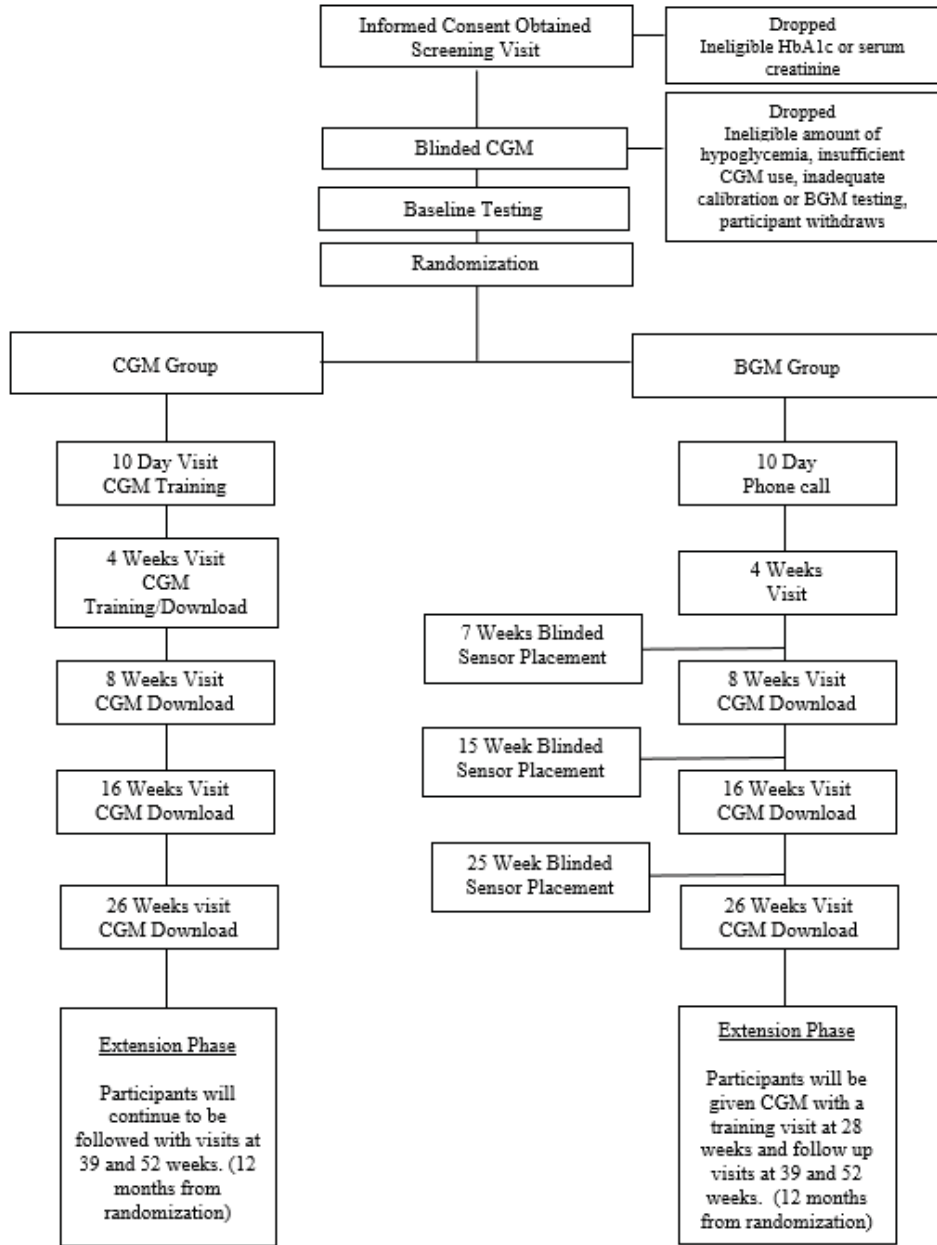 Informed Consent Obtained
Screening Visit
Dropped
Ineligible HbA1c or serum
creatinine
Blinded CGM
Dropped
Ineligible amount of
hypoglycemia, insufficient
CGM use, inadequate
calibration or BGM testing,
participant withdraws
Baseline Testing
Randomization
CGM Group
BGM Group
10 Day Visit
CGM Training
10 Day
Phone call
4 Weeks Visit
CGM
Training/Download
4 Weeks
Visit
7 Weeks Blinded
Sensor Placement
8 Weeks Visit
CGM Download
8 Weeks Visit
CGM Download
15 Week Blinded
Sensor Placement
16 Weeks Visit
CGM Download
16 Weeks Visit
CGM Download
25 Week Blinded
Sensor Placement
26 Weeks visit
CGM Download
26 Weeks Visit
CGM Download
Extension Phase
Participants will
continue to be
followed with visits at
39 and 52 weeks. (12
months from
randomization)
Extension Phase
Participants will be
given CGM with a
training visit at 28
weeks and follow up
visits at 39 and 52
weeks. (12 months
from randomization)